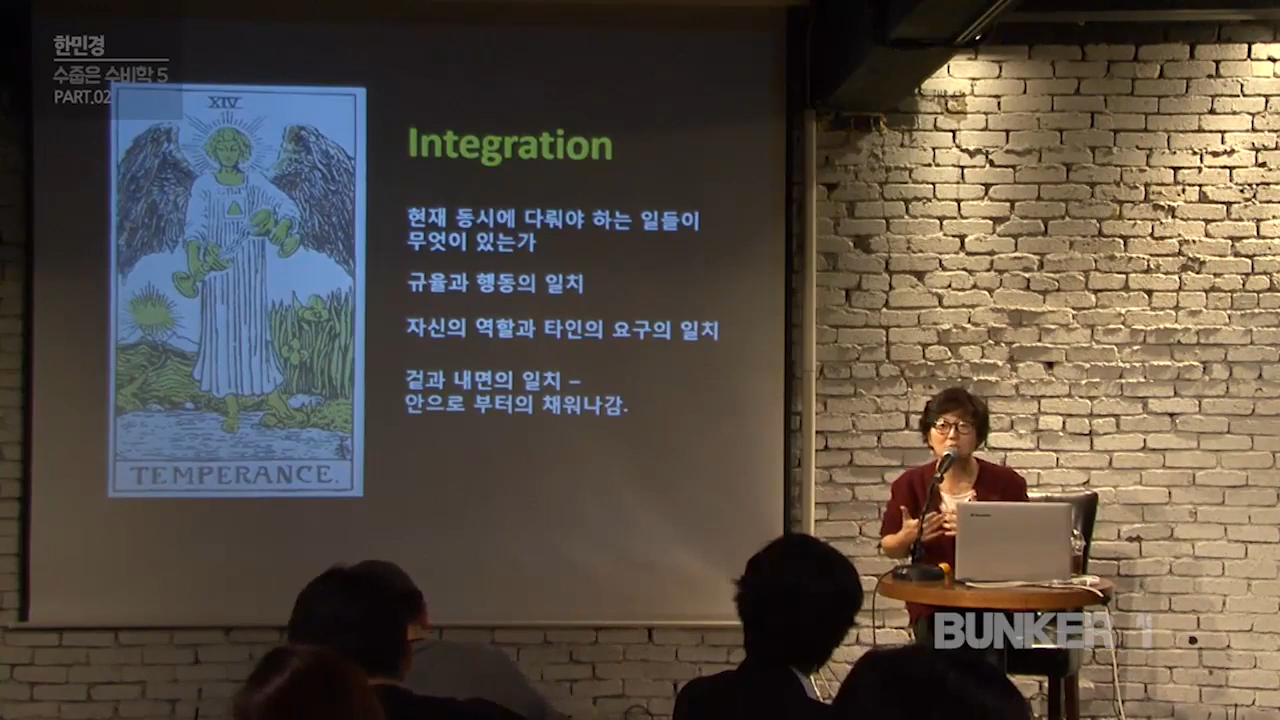 한민경
수줍은 수비학 5
PART.02
XIV
TEMPERANCE.
Integration
현재 동시에 다뤄야 하는 일들이
무엇이 있는가
규율과 행동의 일치
자신의 역할과 타인의 요구의 일치
겉과 내면의 일치 –
안으로 부터의 채워나감.
BUNKER 1